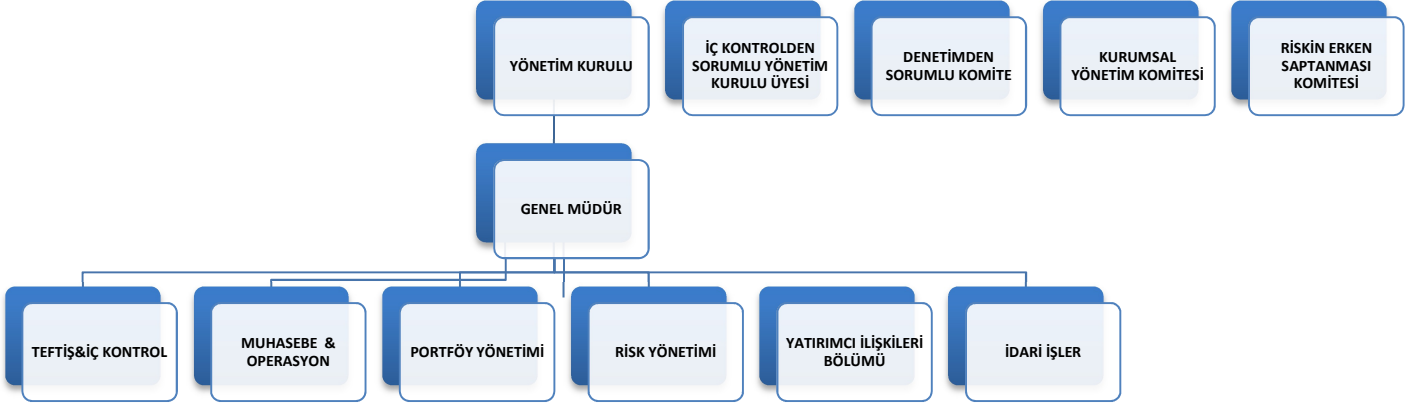 YÖNETİM KURULU
İÇ KONTROLDEN
SORUMLU YÖNETİM
KURULU ÜYESİ
DENETİMDEN
SORUMLU KOMİTE
KURUMSAL
YÖNETİM KOMİTESİ
RİSKİN ERKEN
SAPTANMASI
KOMİTESİ
GENEL MÜDÜR
TEFTİŞ&İÇ KONTROL
MUHASEBE &
OPERASYON
PORTFÖY YÖNETİMİ
RİSK YÖNETİMİ
YATIRIMCI İLİŞKİLERİ
BÖLÜMÜ
İDARİ İŞLER